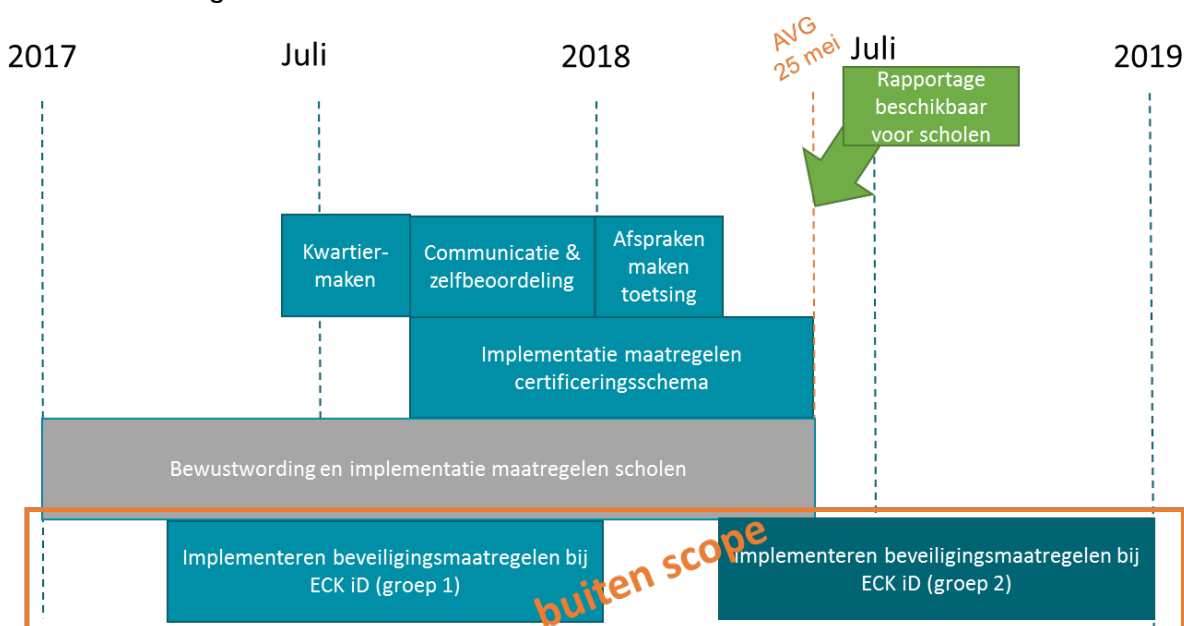 2017
Juli
2018
AVG
25 mei
Juli
2019
Rapportage
beschikbaar
voor scholen
Kwartier-
maken
Communicatie &
zelfbeoordeling
Afspraken
maken
toetsing
Implementatie maatregelen
certificeringsschema
Bewustwording en implementatie maatregelen scholen
Implementeren beveiligingsmaatregelen bij
ECK iD (groep 1)
buiten scope
Implementeren beveiligingsmaatregelen bij
ECK iD (groep 2)